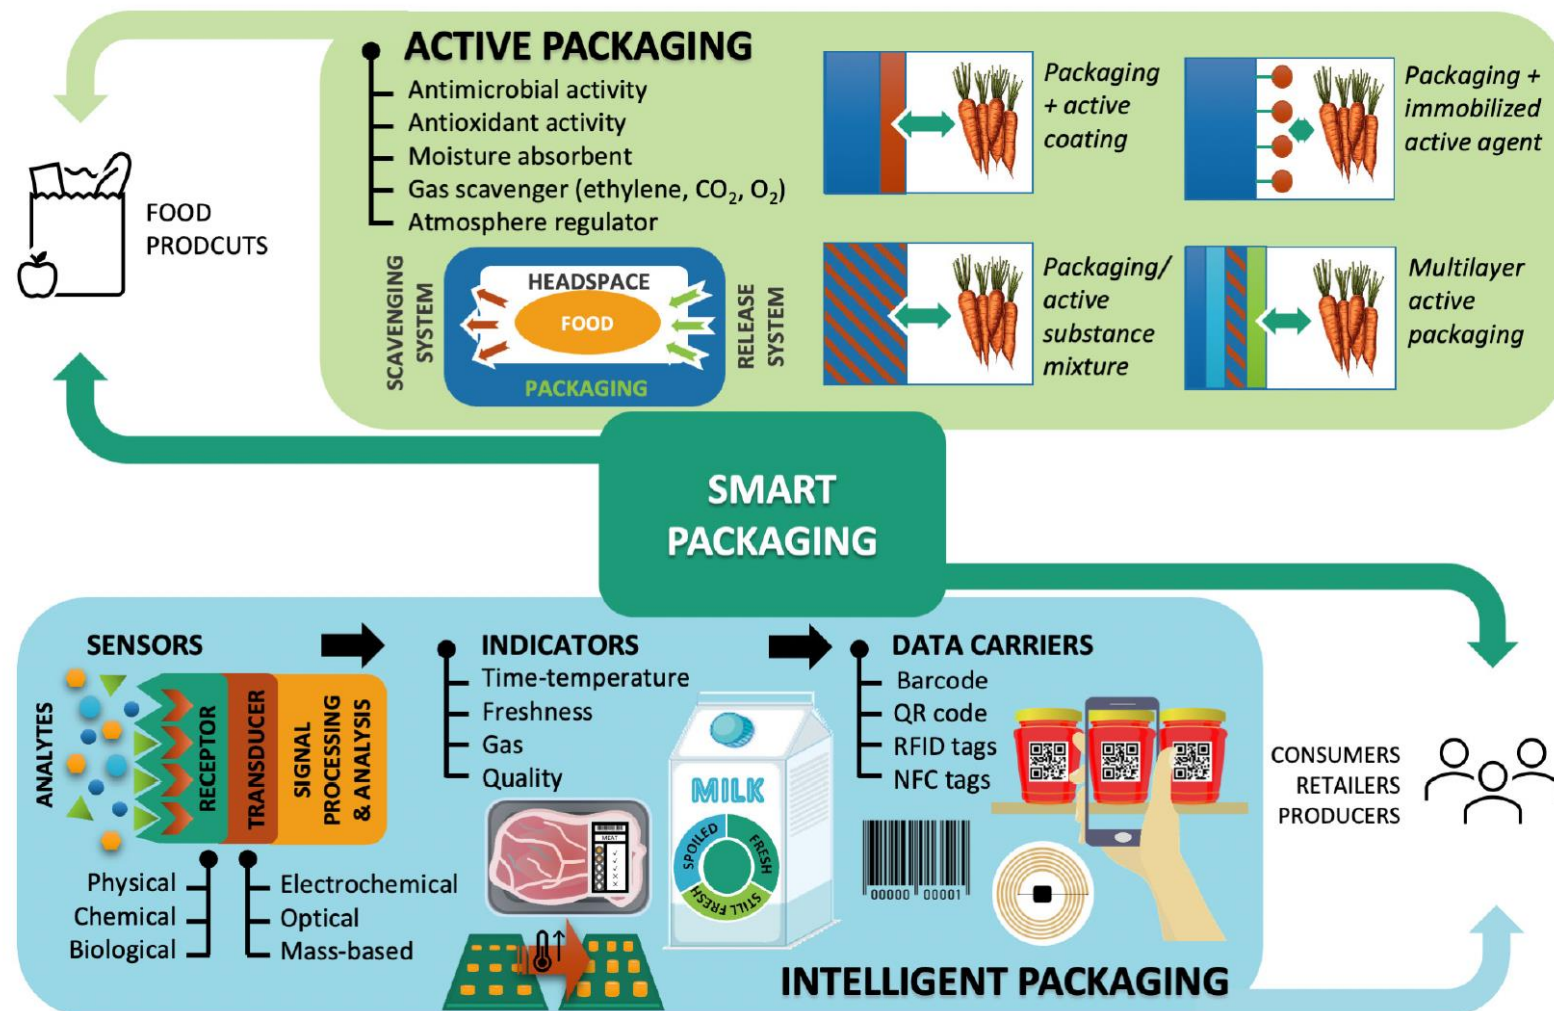 ACTIVE PACKAGING
Antimicrobial activity
Antioxidant activity
Moisture absorbent
Gas scavenger (ethylene, CO₂, O₂)
Atmosphere regulator
SCAVENGING
SYSTEM
HEADSPACE
FOOD
PACKAGING
RELEASE
SYSTEM
Packaging
+ active
coating
Packaging +
immobilized
active agent
Packaging/
active
substance
mixture
Multilayer
active
packaging
FOOD
PRODCUTS
SMART
PACKAGING
SENSORS
ANALYTES
RECEPTOR
TRANSDUCER
SIGNAL
PROCESSING
& ANALYSIS
Physical
Chemical
Biological
Electrochemical
Optical
Mass-based
INDICATORS
Time-temperature
Freshness
Gas
Quality
MEAT
MILK
SPOILED
FRESH
STILL FRESH
DATA CARRIERS
Barcode
QR code
RFID tags
NFC tags
00000 00001
CONSUMERS
RETAILERS
PRODUCERS
INTELLIGENT PACKAGING